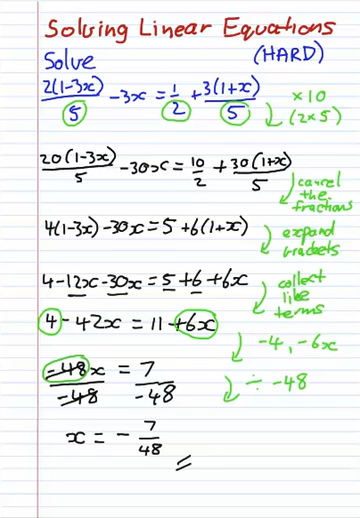 Solving Linear Equations
Solve (HARD)
2(1-3x)/5 - 3x = 1/2 + 3(1+x)/5
×10
(2×5)
20(1-3x)/5 - 30x = 10/2 + 30(1+x)/5
cancel
the
fractions
4(1-3x) - 30x = 5 + 6(1+x)
expand
brackets
4 - 12x - 30x = 5 + 6 + 6x
collect
like
terms
4 - 42x = 11 + 6x
-4, -6x
-48x/-48 = 7/-48
÷ -48
x = - 7/48